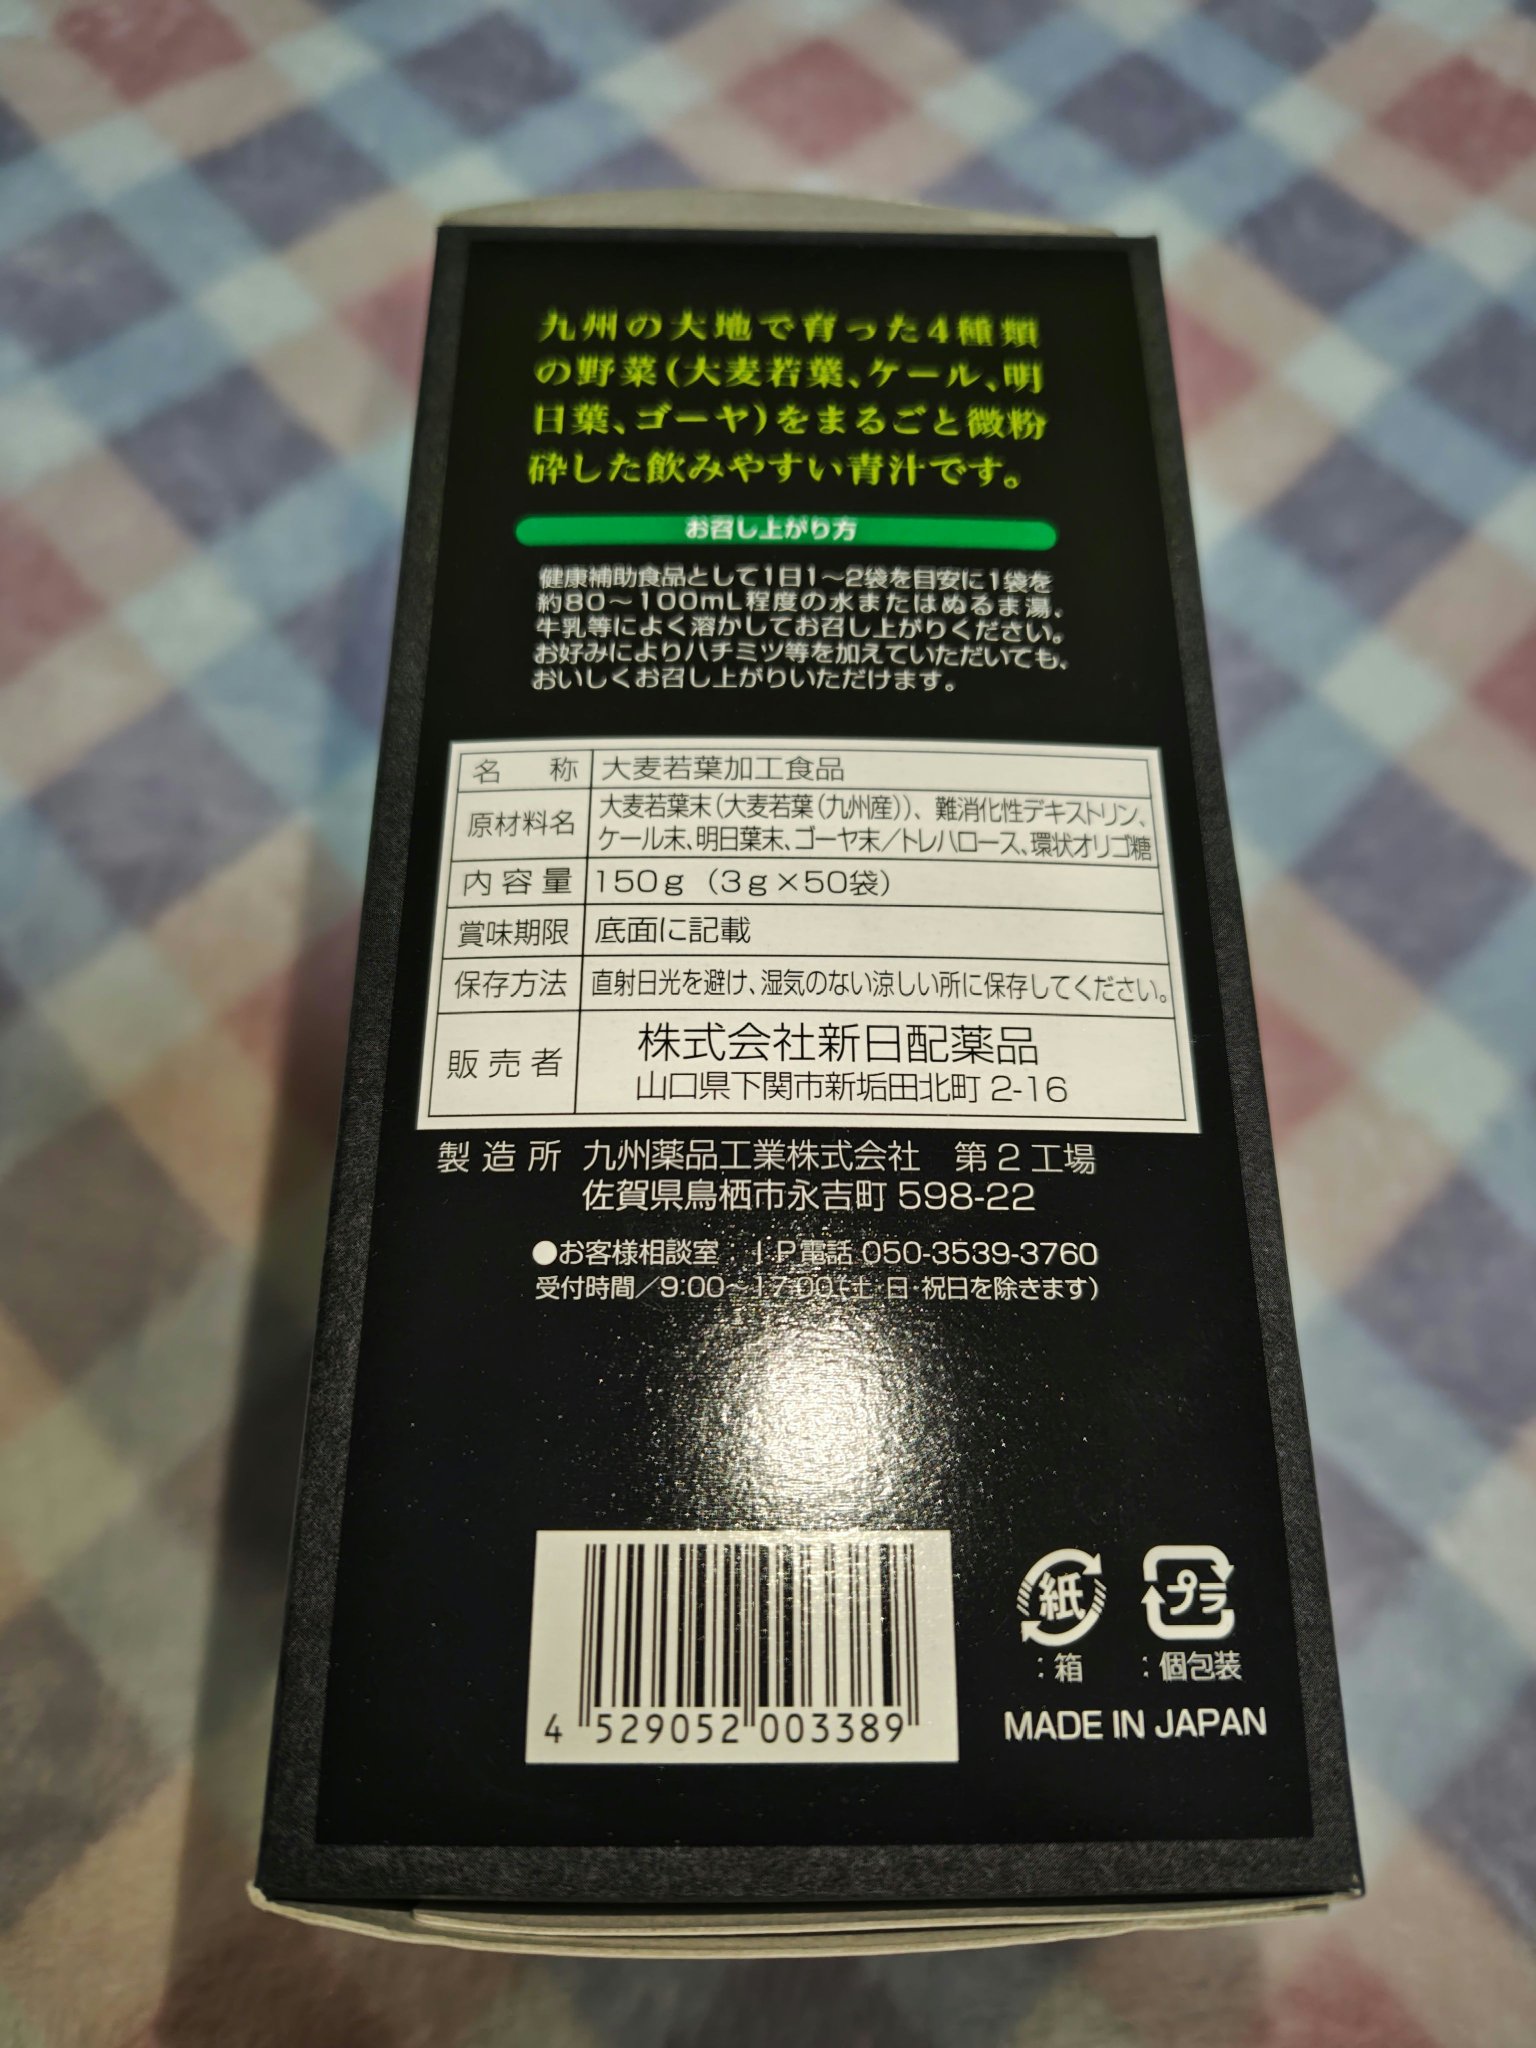 九州の大地で育った4種類
の野菜(大麦若葉、ケール、明
日葉、ゴーヤ)をまるごと微粉
砕した飲みやすい青汁です。
お召し上がり方
健康補助食品として1日1～2袋を目安に1袋を
約80～100mL程度の水またはぬるま湯、
牛乳等によく溶かしてお召し上がりください。
お好みによりハチミツ等を加えていただいても、
おいしくお召し上がりいただけます。
名称 大麦若葉加工食品
原材料名 大麦若葉末(大麦若葉(九州産))、難消化性デキストリン、
ケール末、明日葉末、ゴーヤ末／トレハロース、環状オリゴ糖
内容量 150g (3g×50袋)
賞味期限 底面に記載
保存方法 直射日光を避け、湿気のない涼しい所に保存してください。
販売者 株式会社新日配薬品
山口県下関市新垢田北町 2-16
製造所 九州薬品工業株式会社 第2工場
佐賀県鳥栖市永吉町 598-22
●お客様相談室：IP電話 050-3539-3760
受付時間／9:00～17:00(土・日・祝日を除きます)
4 529052 003389
紙 プラ
：箱 ：個包装
MADE IN JAPAN